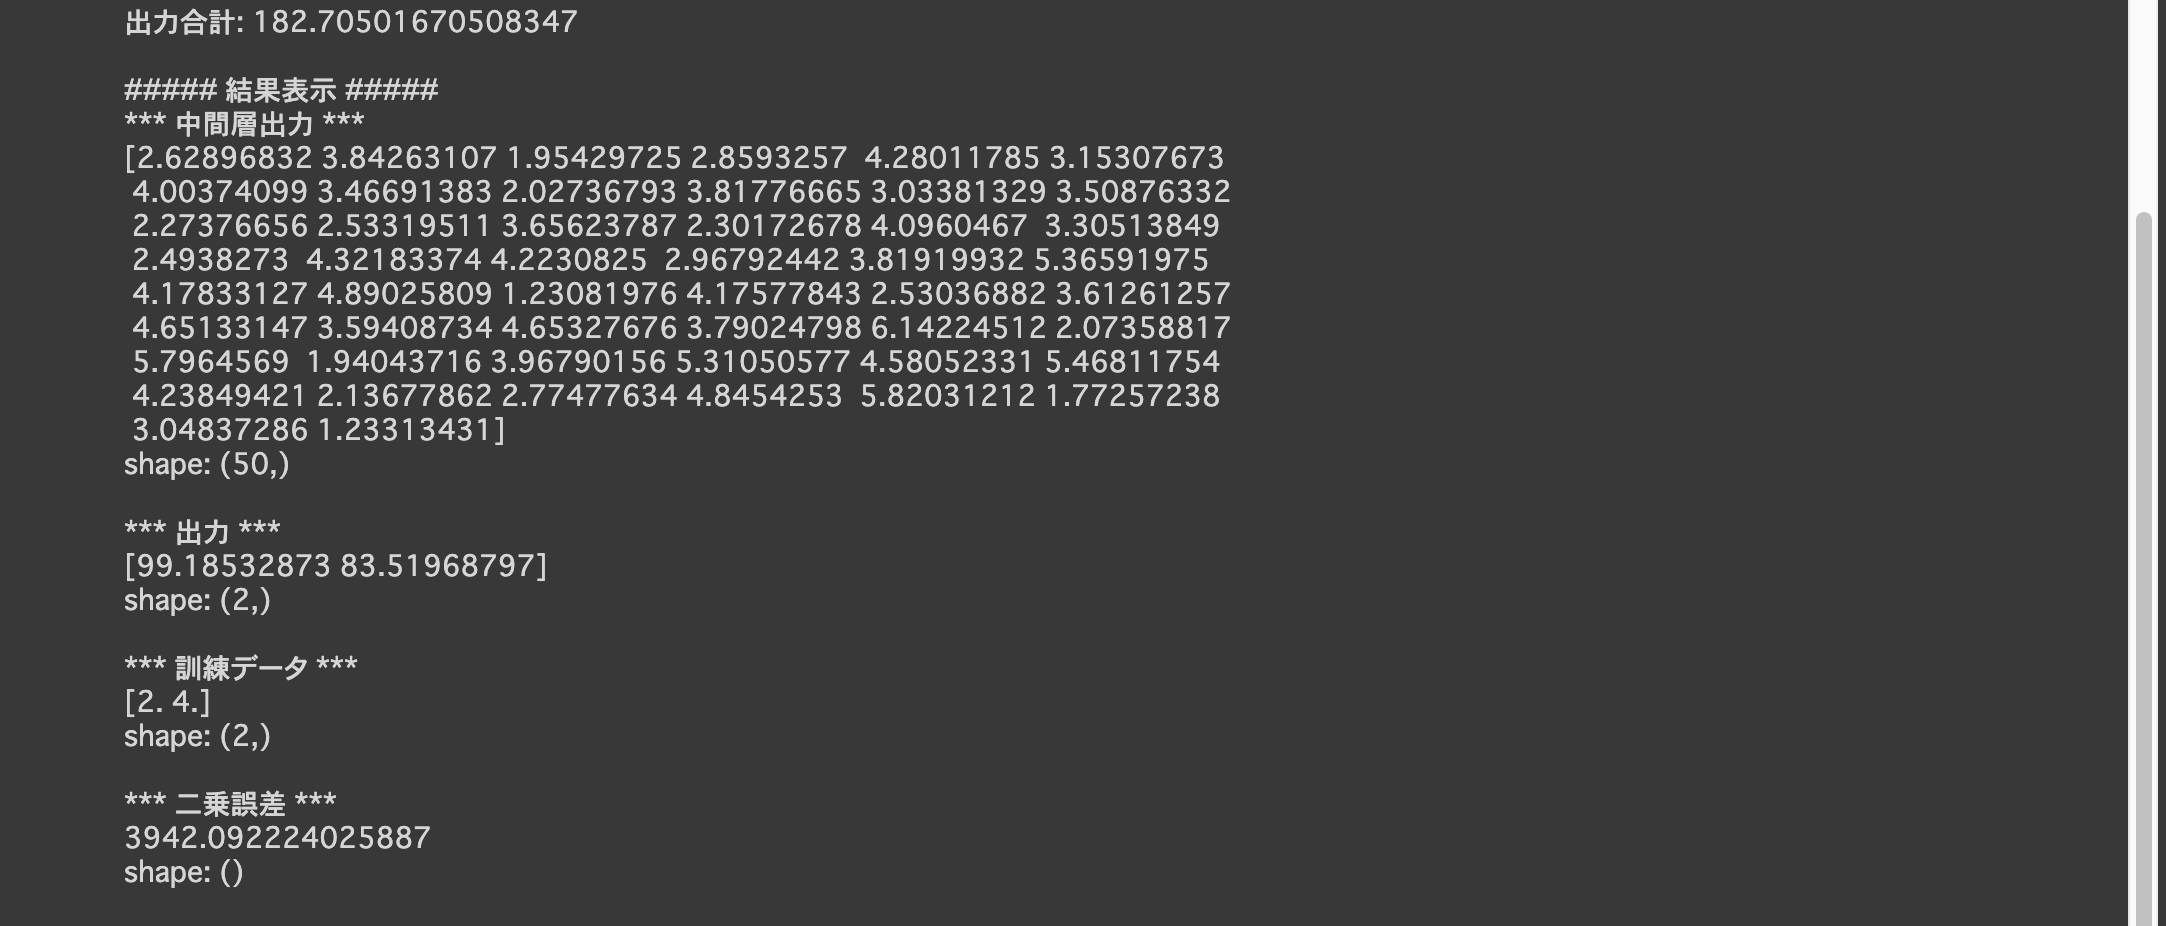 出力合計: 182.70501670508347
##### 結果表示 #####
*** 中間層出力 ***
[2.62896832 3.84263107 1.95429725 2.8593257  4.28011785 3.15307673
4.00374099 3.46691383 2.02736793 3.81776665 3.03381329 3.50876332
2.27376656 2.53319511 3.65623787 2.30172678 4.0960467  3.30513849
2.4938273  4.32183374 4.2230825  2.96792442 3.81919932 5.36591975
4.17833127 4.89025809 1.23081976 4.17577843 2.53036882 3.61261257
4.65133147 3.59408734 4.65327676 3.79024798 6.14224512 2.07358817
5.7964569  1.94043716 3.96790156 5.31050577 4.58052331 5.46811754
4.23849421 2.13677862 2.77477634 4.8454253  5.82031212 1.77257238
3.04837286 1.23313431]
shape: (50,)
*** 出力 ***
[99.18532873 83.51968797]
shape: (2,)
*** 訓練データ ***
[2. 4.]
shape: (2,)
*** 二乗誤差 ***
3942.092224025887
shape: ()